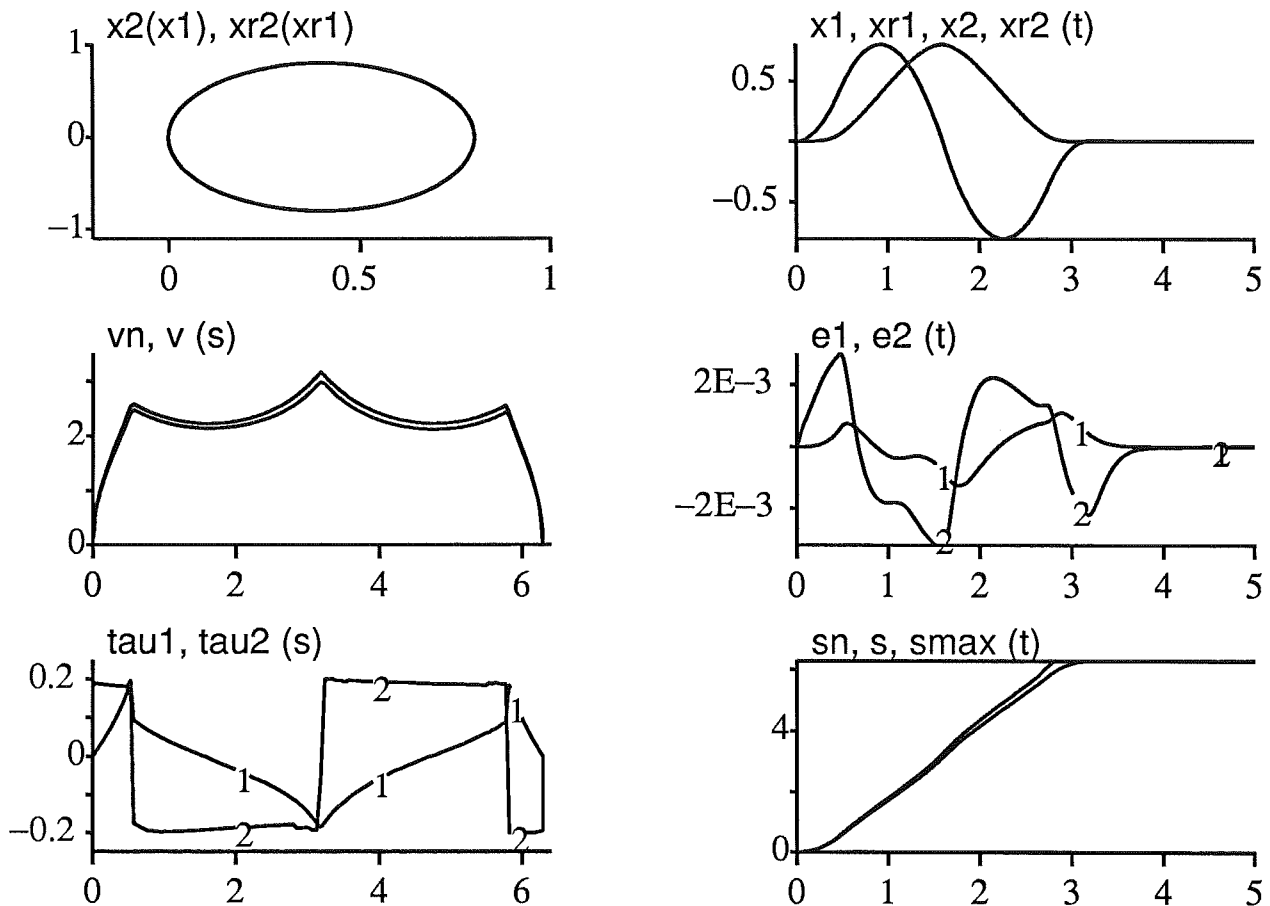 x2(x1), xr2(xr1)
1
0
−1
0 0.5 1
x1, xr1, x2, xr2 (t)
0.5
−0.5
0 1 2 3 4 5
vn, v (s)
2
0
0 2 4 6
e1, e2 (t)
2E−3
−2E−3
1
2
1
2
1
2
0 1 2 3 4 5
tau1, tau2 (s)
0.2
0
−0.2
1
2
2
1
1
2
0 2 4 6
sn, s, smax (t)
4
0
0 1 2 3 4 5